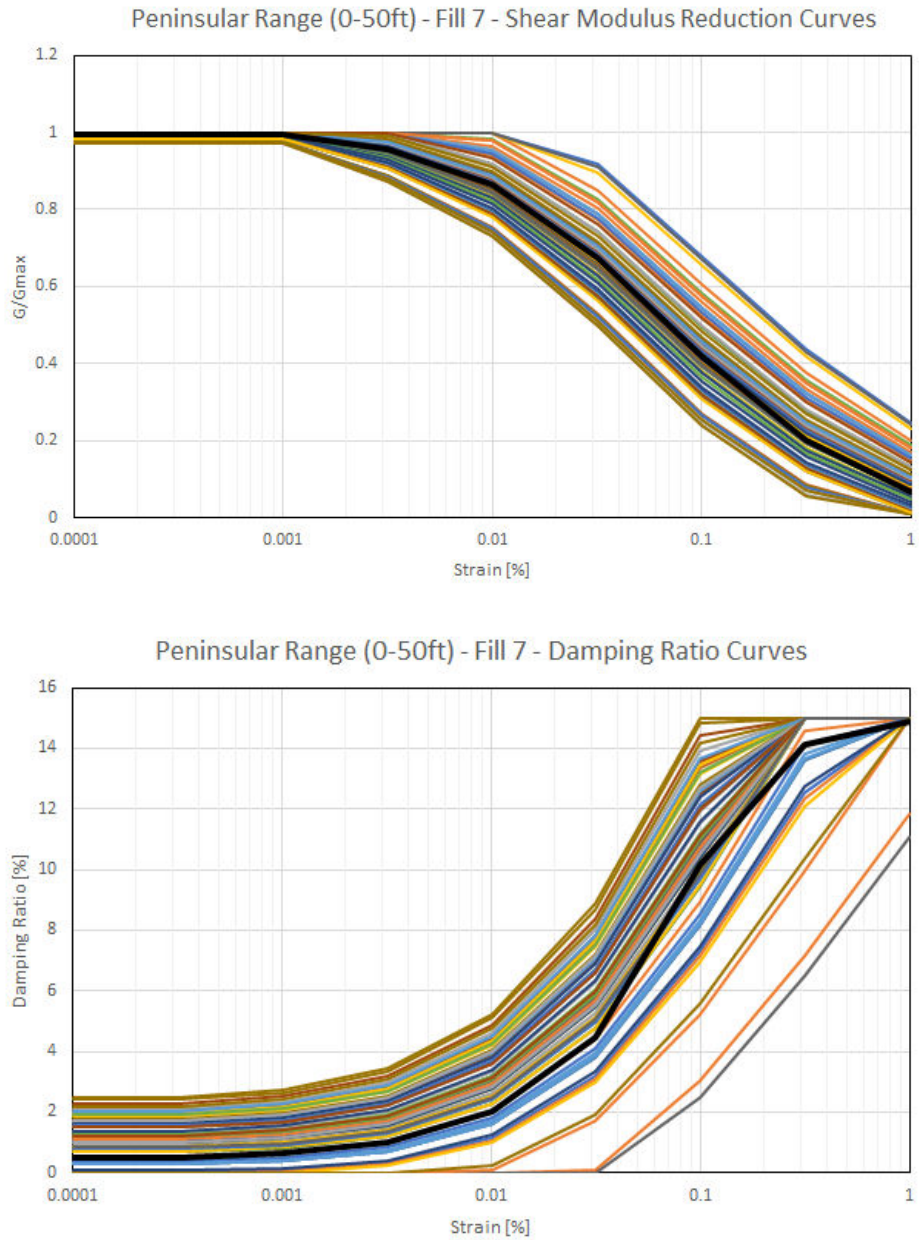 Peninsular Range (0-50ft) - Fill 7 - Shear Modulus Reduction Curves
1.2
1
0.8
0.6
0.4
0.2
0
G/Gmax
0.0001 0.001 0.01 0.1 1
Strain [%]
Peninsular Range (0-50ft) - Fill 7 - Damping Ratio Curves
16
14
12
10
8
6
4
2
0
Damping Ratio [%]
0.0001 0.001 0.01 0.1 1
Strain [%]